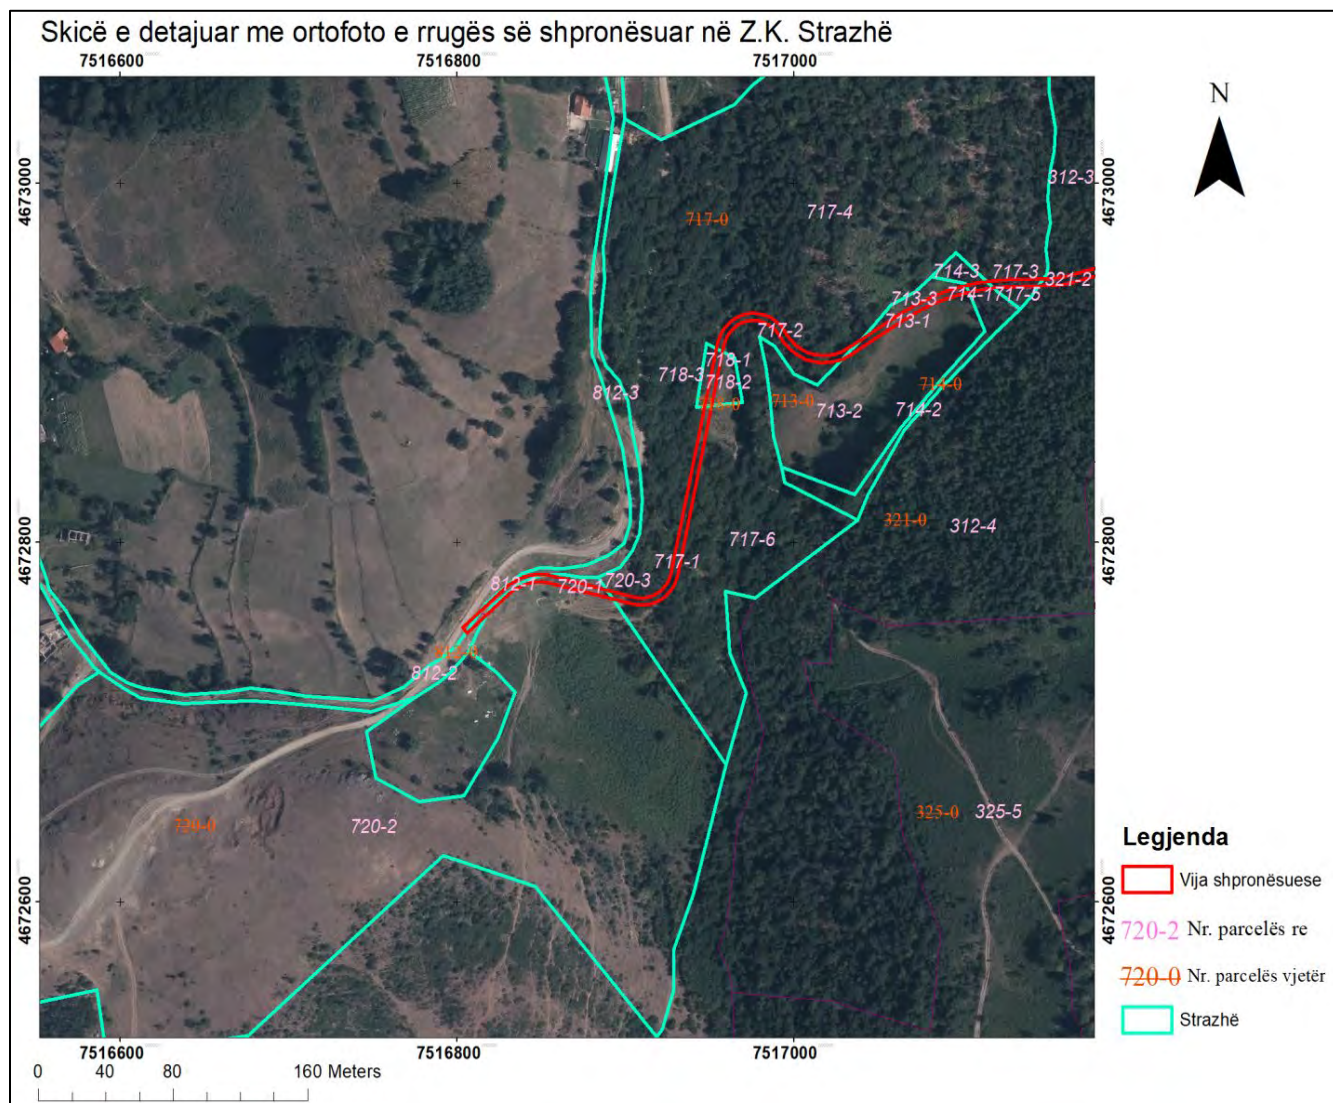 Skicë e detajuar me ortofoto e rrugës së shpronësuar në Z.K. Strazhë
7516600 7516800 7517000
N
4673000 4673000
312-3
717-0 717-4
714-3 717-3 321-2
713-3 714-1 717-5
713-1
717-2
718-1
718-3 718-2
812-3 713-0 714-0
713-2 714-2
321-0 312-4
4672800 4672800
717-6
717-1
812-1 720-1 720-3
812-2
720-0 720-2 325-0 325-5
4672600 4672600
Legjenda
Vija shpronësuese
720-2 Nr. parcelës re
720-0 Nr. parcelës vjetër
Strazhë
7516600 7516800 7517000
0 40 80 160 Meters